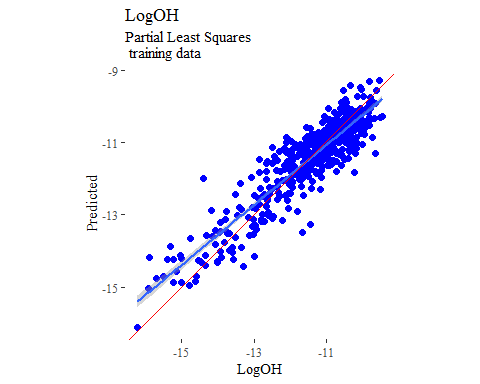 LogOH
Partial Least Squares
training data
-9
-11
-13
-15
Predicted
-15 -13 -11
LogOH